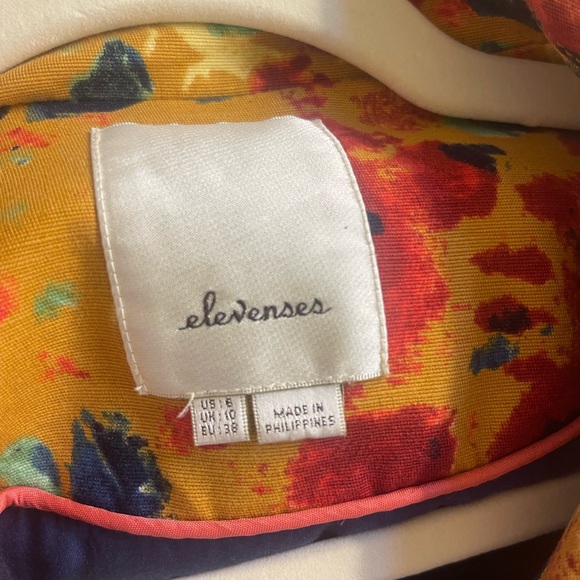 elevenses
US : 6
UK : 10
EU : 38
MADE IN
PHILIPPINES